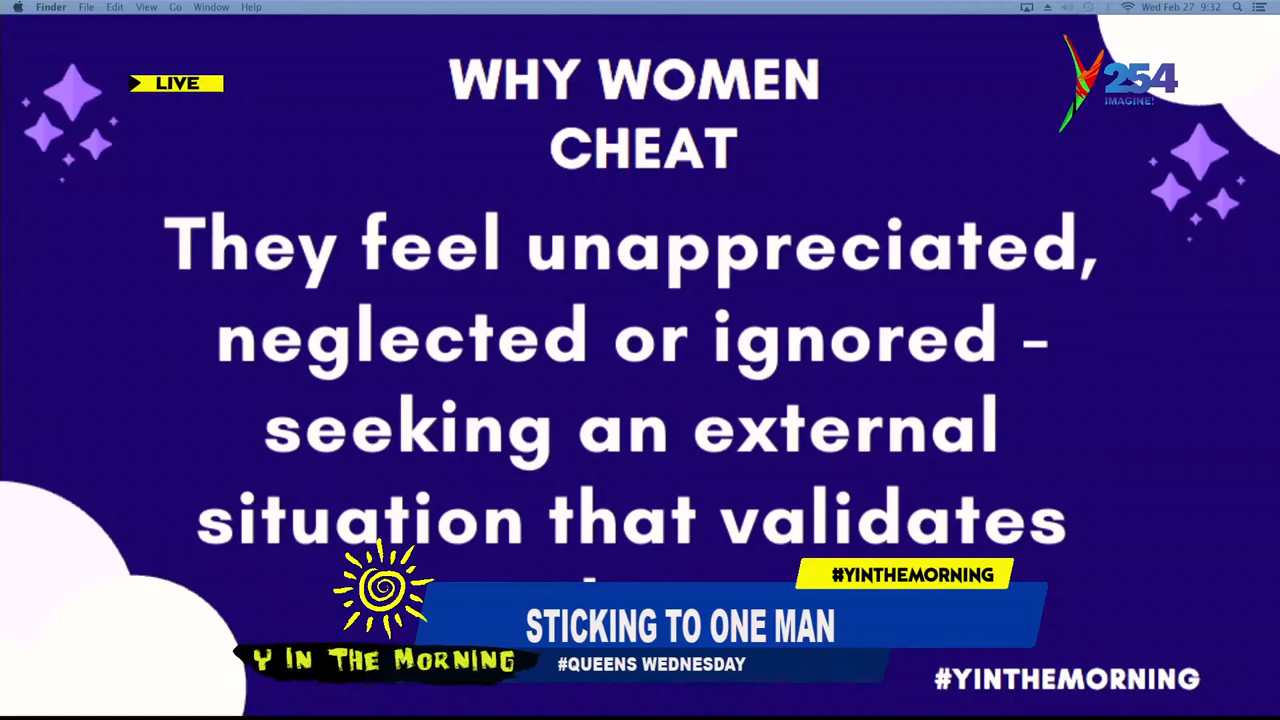 Finder File Edit View Go Window Help Wed Feb 27 9:32
LIVE
Y254
IMAGINE!
WHY WOMEN
CHEAT
They feel unappreciated,
neglected or ignored -
seeking an external
situation that validates
#YINTHEMORNING
STICKING TO ONE MAN
Y IN THE MORNING
#QUEENS WEDNESDAY
#YINTHEMORNING